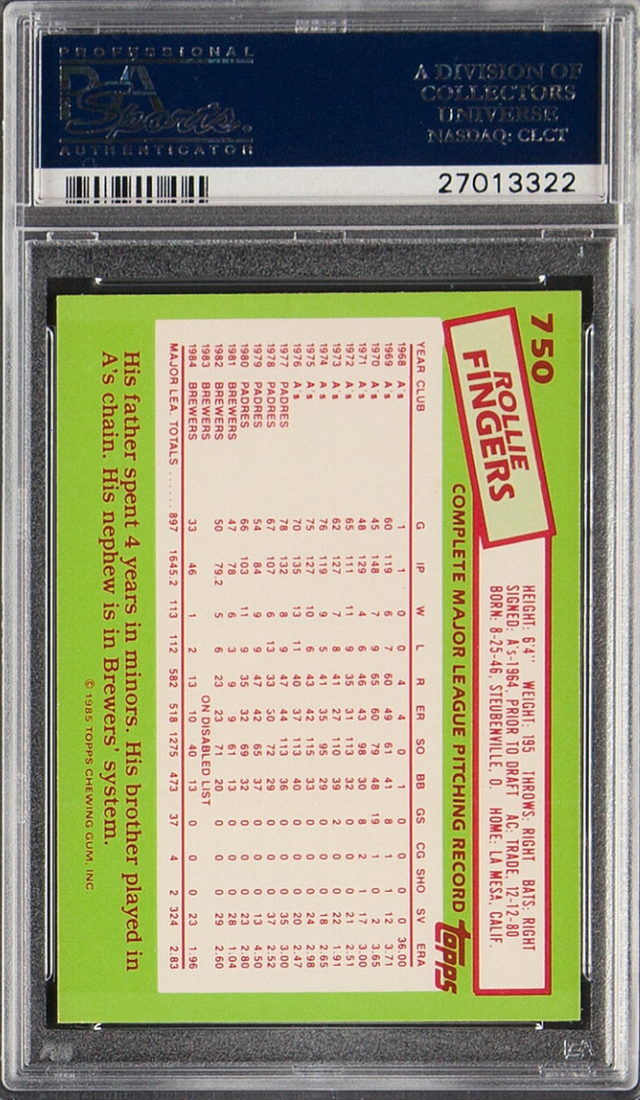 PROFESSIONAL
PSA
Sports.
AUTHENTICATOR
A DIVISION OF
COLLECTORS
UNIVERSE
NASDAQ: CLCT
27013322
750
ROLLIE
FINGERS
HEIGHT: 6'4" WEIGHT: 195 THROWS: RIGHT BATS: RIGHT
SIGNED: A's-1964, PRIOR TO DRAFT AC: TRADE, 12-12-80
BORN: 8-25-46, STEUBENVILLE, O. HOME: LA MESA, CALIF.
COMPLETE MAJOR LEAGUE PITCHING RECORD topps
YEAR CLUB G IP W L R ER SO BB GS CG SHO SV ERA
1968 A's 1 1 0 0 4 4 0 1 0 0 0 0 36.00
1969 A's 60 119 6 7 60 49 61 41 8 1 1 12 3.71
1970 A's 45 148 7 9 65 60 79 48 19 1 0 2 3.65
1971 A's 48 129 4 6 46 43 98 30 8 2 1 17 3.00
1972 A's 65 111 11 9 35 31 113 32 0 0 0 21 2.51
1973 A's 62 127 7 8 41 27 110 39 2 0 0 22 1.91
1974 A's 76 119 9 5 41 35 95 29 0 0 0 18 2.65
1975 A's 75 127 10 6 43 42 115 33 0 0 0 24 2.98
1976 A's 70 135 13 11 40 37 113 40 0 0 0 20 2.47
1977 PADRES 78 132 8 9 47 44 113 36 0 0 0 35 3.00
1978 PADRES 67 107 6 13 33 30 72 29 0 0 0 37 2.52
1979 PADRES 54 84 9 9 47 42 65 37 0 0 0 13 4.50
1980 PADRES 66 103 11 9 35 32 69 32 0 0 0 23 2.80
1981 BREWERS 47 78 6 3 9 9 61 13 0 0 0 28 1.04
1982 BREWERS 50 79.2 5 6 23 23 71 20 0 0 0 29 2.60
1983 BREWERS ON DISABLED LIST
1984 BREWERS 33 46 1 2 13 10 40 13 0 0 0 23 1.96
MAJOR LEA. TOTALS ...... 897 1645.2 113 112 582 518 1275 473 37 4 2 324 2.83
His father spent 4 years in minors. His brother played in
A's chain. His nephew is in Brewers' system.
© 1985 TOPPS CHEWING GUM, INC.